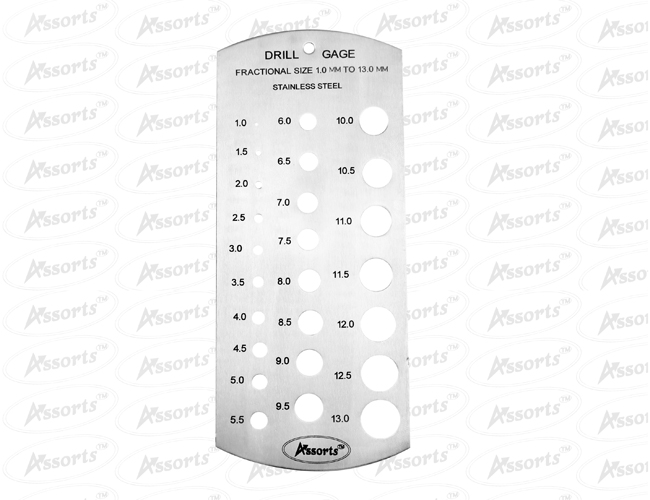 DRILL GAGE
FRACTIONAL SIZE 1.0 MM TO 13.0 MM
STAINLESS STEEL
1.0 6.0 10.0
1.5 6.5 10.5
2.0 7.0 11.0
2.5 7.5 11.5
3.0 8.0 12.0
3.5 8.5 12.5
4.0 9.0 13.0
4.5 9.5
5.0
5.5
Assorts™